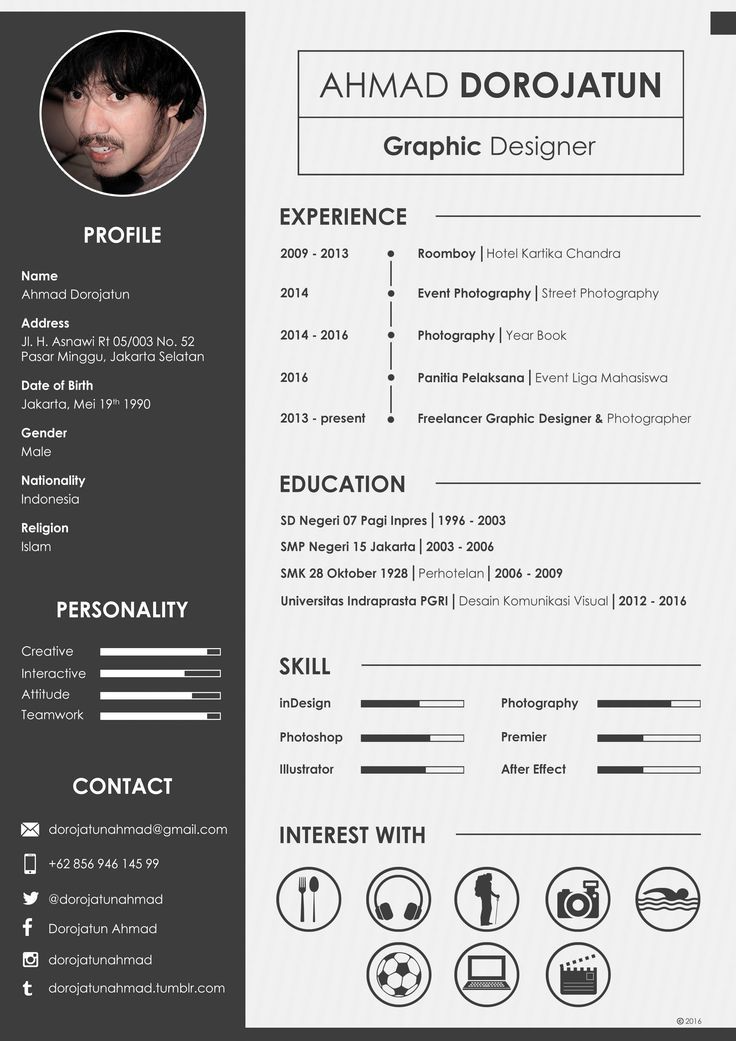 AHMAD DOROJATUN
Graphic Designer
PROFILE
Name
Ahmad Dorojatun
Address
Jl. H. Asnawi Rt 05/003 No. 52
Pasar Minggu, Jakarta Selatan
Date of Birth
Jakarta, Mei 19th 1990
Gender
Male
Nationality
Indonesia
Religion
Islam
PERSONALITY
Creative
Interactive
Attitude
Teamwork
CONTACT
dorojatunahmad@gmail.com
+62 856 946 145 99
@dorojatunahmad
Dorojatun Ahmad
dorojatunahmad
dorojatunahmad.tumblr.com
EXPERIENCE
2009 - 2013 Roomboy | Hotel Kartika Chandra
2014 Event Photography | Street Photography
2014 - 2016 Photography | Year Book
2016 Panitia Pelaksana | Event Liga Mahasiswa
2013 - present Freelancer Graphic Designer & Photographer
EDUCATION
SD Negeri 07 Pagi Inpres | 1996 - 2003
SMP Negeri 15 Jakarta | 2003 - 2006
SMK 28 Oktober 1928 | Perhotelan | 2006 - 2009
Universitas Indraprasta PGRI | Desain Komunikasi Visual | 2012 - 2016
SKILL
inDesign Photography
Photoshop Premier
Illustrator After Effect
INTEREST WITH
© 2016